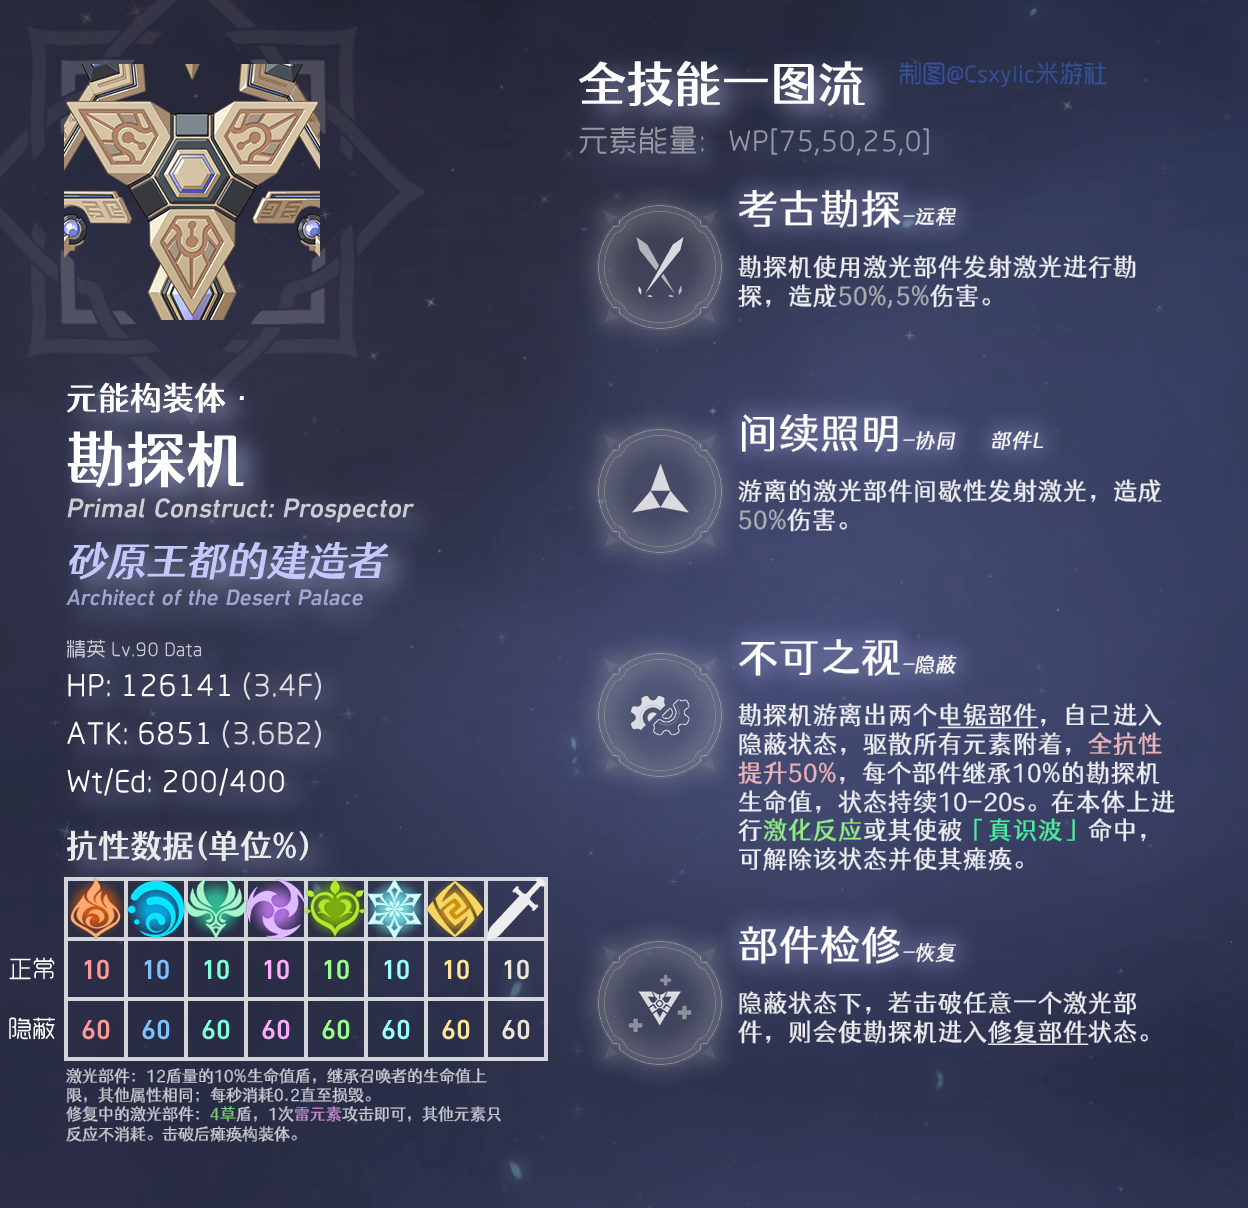 全技能一图流
制图@Csxylic米游社
元素能量: WP[75,50,25,0]
元能构装体 ·
勘探机
Primal Construct: Prospector
砂原王都的建造者
Architect of the Desert Palace
精英 Lv.90 Data
HP: 126141 (3.4F)
ATK: 6851 (3.6B2)
Wt/Ed: 200/400
抗性数据(单位%)
正常 10 10 10 10 10 10 10 10
隐蔽 60 60 60 60 60 60 60 60
激光部件：12盾量的10%生命值盾，继承召唤者的生命值上
限，其他属性相同；每秒消耗0.2直至损毁。
修复中的激光部件：4草盾，1次雷元素攻击即可，其他元素只
反应不消耗。击破后瘫痪构装体。
考古勘探-远程
勘探机使用激光部件发射激光进行勘
探，造成50%,5%伤害。
间续照明-协同 部件L
游离的激光部件间歇性发射激光，造成
50%伤害。
不可之视-隐蔽
勘探机游离出两个电锯部件，自己进入
隐蔽状态，驱散所有元素附着，全抗性
提升50%，每个部件继承10%的勘探机
生命值，状态持续10-20s。在本体上进
行激化反应或其使被「真识波」命中，
可解除该状态并使其瘫痪。
部件检修-恢复
隐蔽状态下，若击破任意一个激光部
件，则会使勘探机进入修复部件状态。